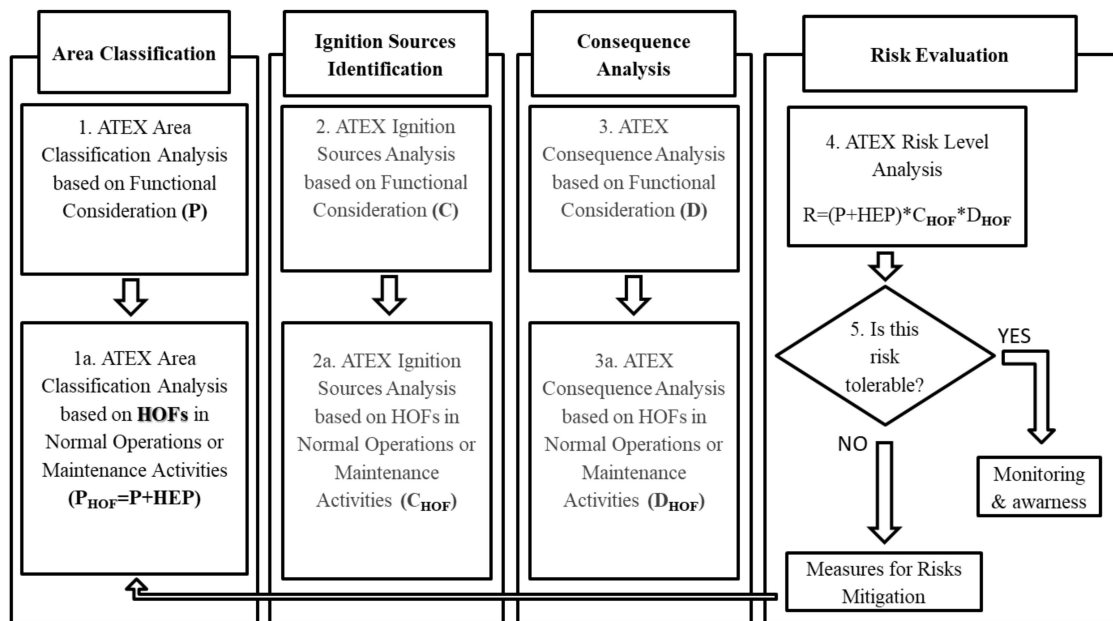 Area Classification
1. ATEX Area
Classification Analysis
based on Functional
Consideration (P)
1a. ATEX Area
Classification Analysis
based on HOFs in
Normal Operations or
Maintenance Activities
(PHOF=P+HEP)
Ignition Sources
Identification
2. ATEX Ignition
Sources Analysis
based on Functional
Consideration (C)
2a. ATEX Ignition
Sources Analysis
based on HOFs in
Normal Operations or
Maintenance
Activities (CHOF)
Consequence
Analysis
3. ATEX
Consequence Analysis
based on Functional
Consideration (D)
3a. ATEX
Consequence Analysis
based on HOFs in
Normal Operations or
Maintenance
Activities (DHOF)
Risk Evaluation
4. ATEX Risk Level
Analysis
R=(P+HEP)*CHOF*DHOF
5. Is this
risk
tolerable?
YES
NO
Monitoring
& awarness
Measures for Risks
Mitigation